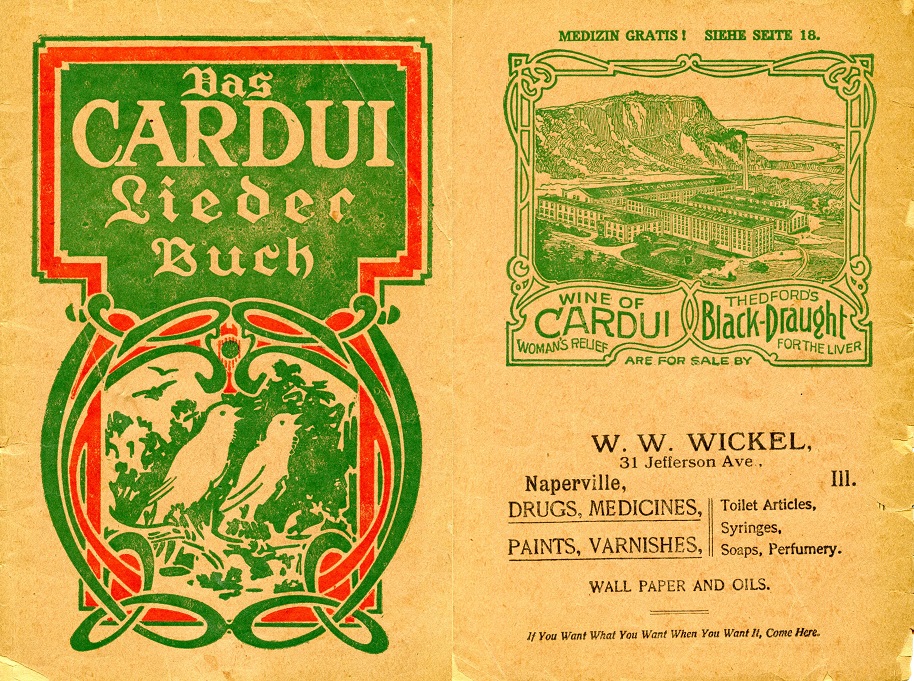 Das
CARDUI
Lieder
Buch
MEDIZIN GRATIS! SIEHE SEITE 18.
WINE OF
CARDUI
WOMAN'S RELIEF
THEDFORD'S
Black-Draught
FOR THE LIVER
ARE FOR SALE BY
W. W. WICKEL,
31 Jefferson Ave.,
Naperville, Ill.
DRUGS, MEDICINES,
PAINTS, VARNISHES,
Toilet Articles,
Syringes,
Soaps, Perfumery.
WALL PAPER AND OILS.
If You Want What You Want When You Want It, Come Here.